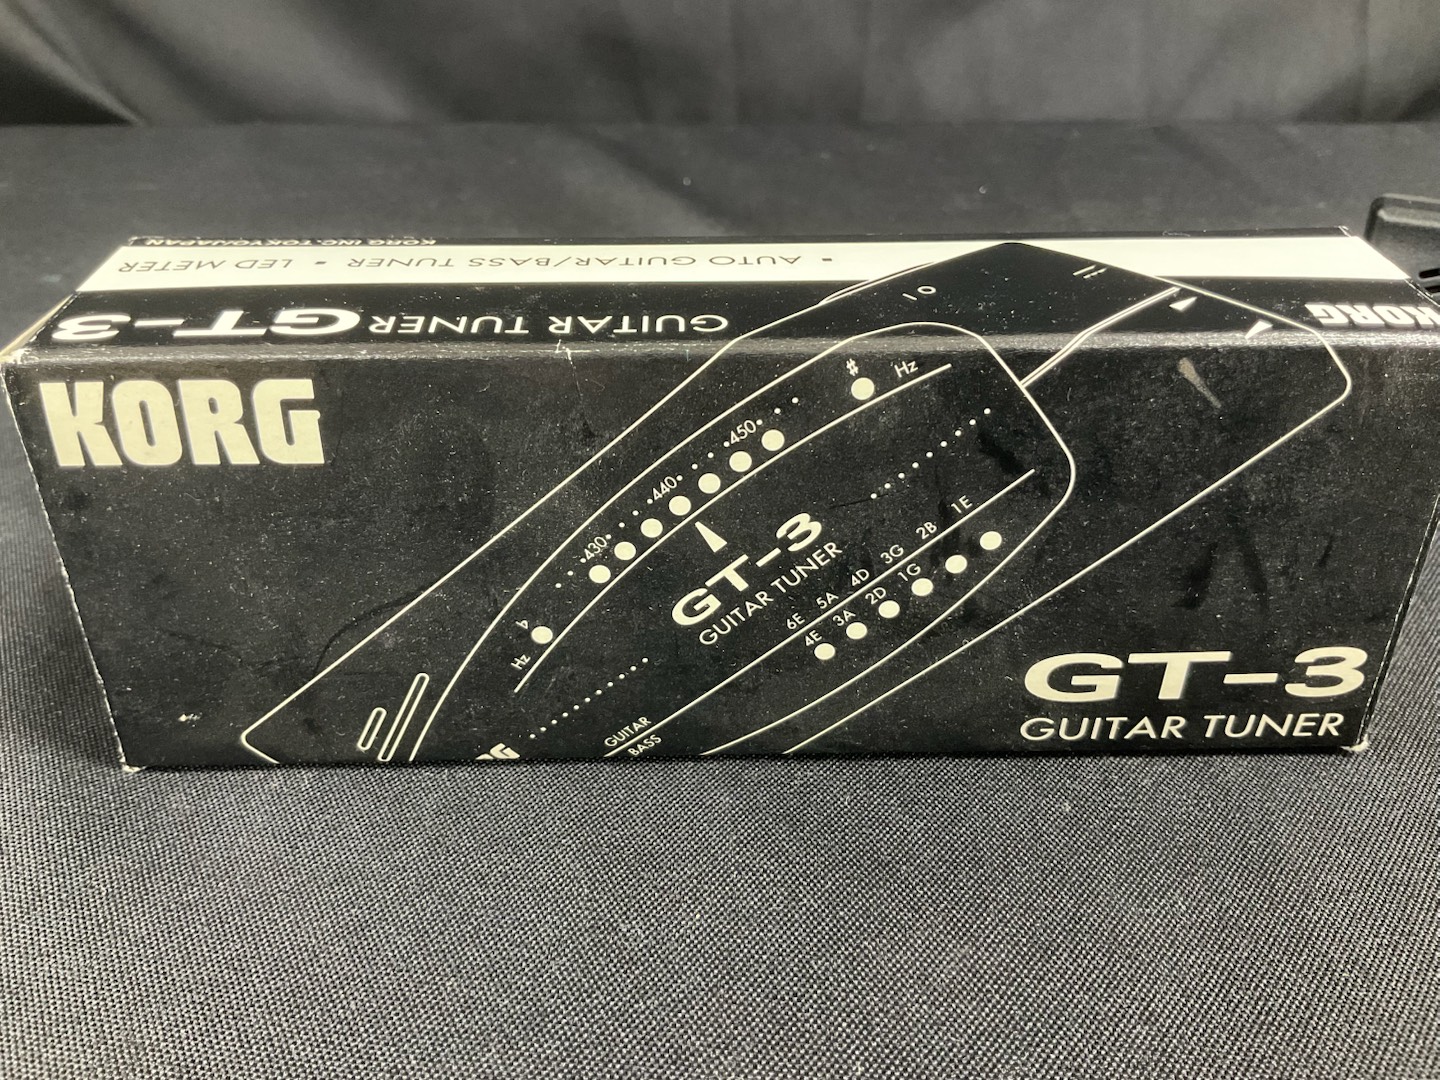 KORG INC. TOKYO/JAPAN
• AUTO GUITAR/BASS TUNER • LED METER
GUITAR TUNER GT-3
KORG
KORG
♯ Hz
430 440 450
♭ Hz
GT-3
GUITAR TUNER
GUITAR 6E 5A 4D 3G 2B 1E
BASS 4E 3A 2D 1G
GT-3
GUITAR TUNER